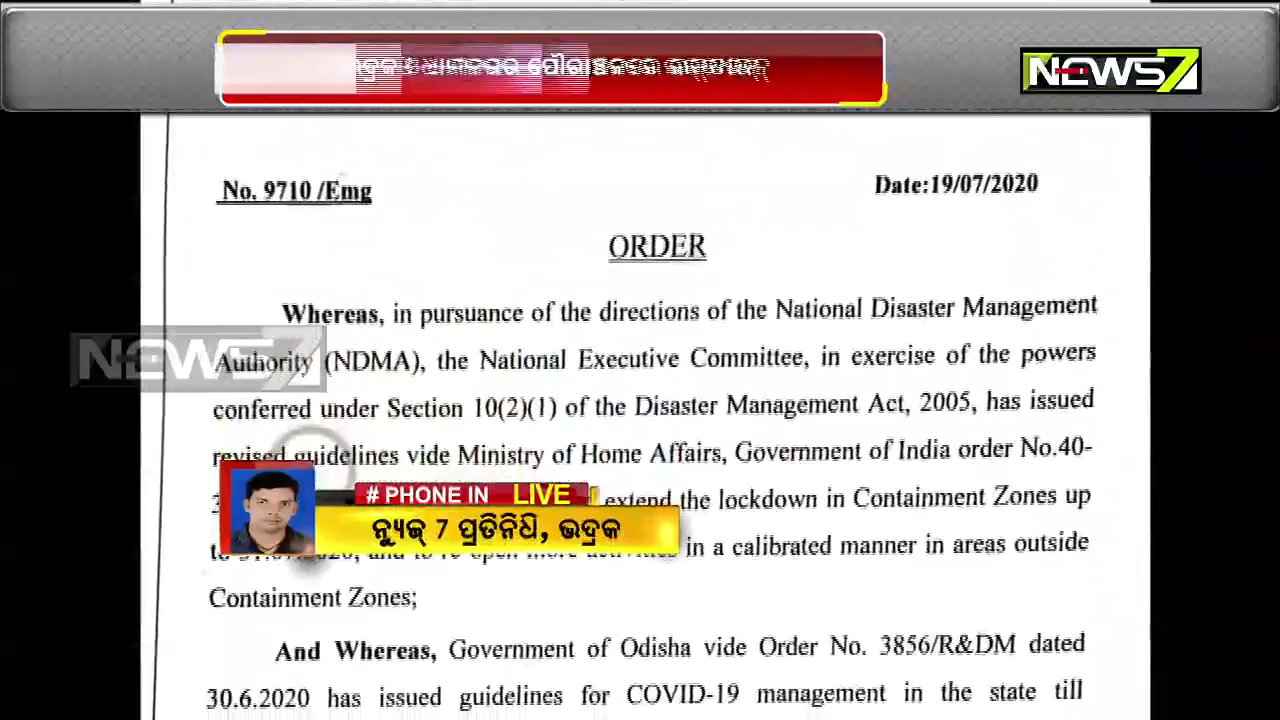 NEWS7
No. 9710 /Emg
Date:19/07/2020
ORDER
Whereas, in pursuance of the directions of the National Disaster Management
NEWS7
Authority (NDMA), the National Executive Committee, in exercise of the powers
conferred under Section 10(2)(1) of the Disaster Management Act, 2005, has issued
revised guidelines vide Ministry of Home Affairs, Government of India order No.40-
# PHONE IN LIVE
extend the lockdown in Containment Zones up
ନ୍ୟୁଜ୍ 7 ପ୍ରତିନିଧି, ଭଦ୍ରକ
in a calibrated manner in areas outside
Containment Zones;
And Whereas, Government of Odisha vide Order No. 3856/R&DM dated
30.6.2020 has issued guidelines for COVID-19 management in the state till